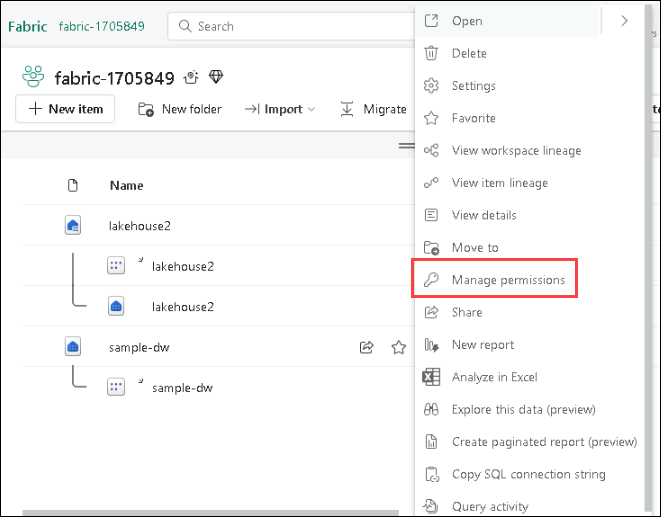 Fabric fabric-1705849 Search
fabric-1705849
New item New folder Import Migrate
Name
lakehouse2
lakehouse2
lakehouse2
sample-dw
sample-dw
Open
Delete
Settings
Favorite
View workspace lineage
View item lineage
View details
Move to
Manage permissions
Share
New report
Analyze in Excel
Explore this data (preview)
Create paginated report (preview)
Copy SQL connection string
Query activity